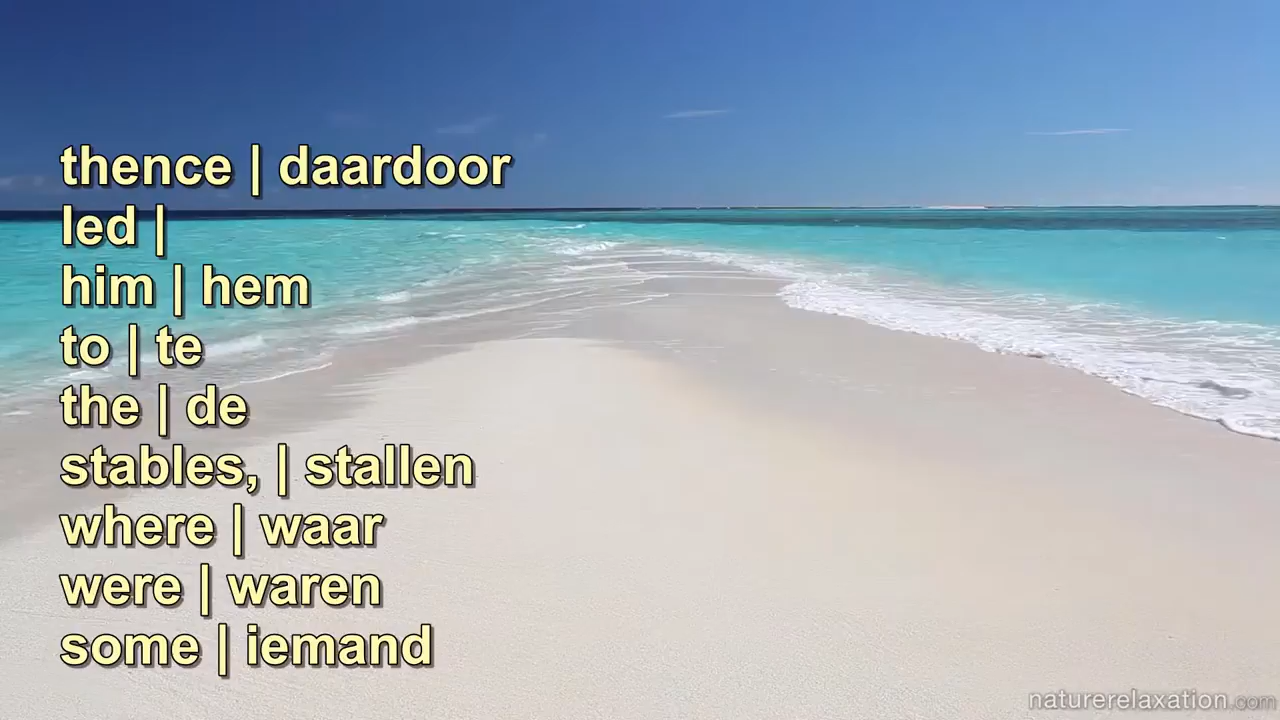 thence | daardoor
led |
him | hem
to | te
the | de
stables, | stallen
where | waar
were | waren
some | iemand
naturerelaxation.com